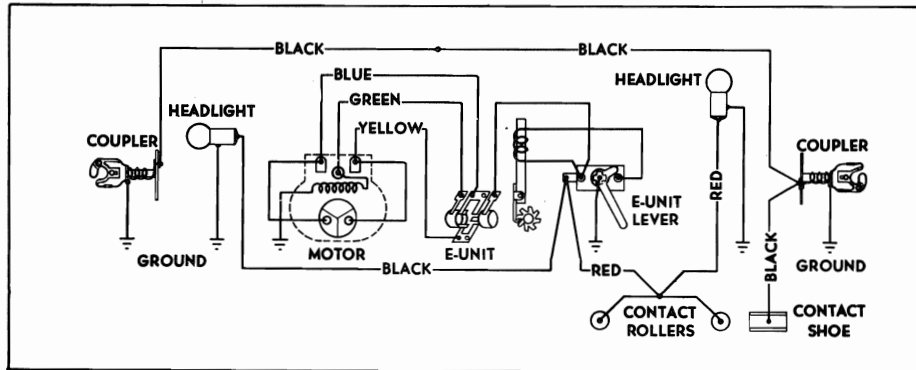 BLACK BLACK
BLUE HEADLIGHT
GREEN
HEADLIGHT
YELLOW
COUPLER COUPLER
RED
E-UNIT
LEVER
GROUND MOTOR E-UNIT BLACK GROUND
BLACK RED
CONTACT
ROLLERS
CONTACT
SHOE